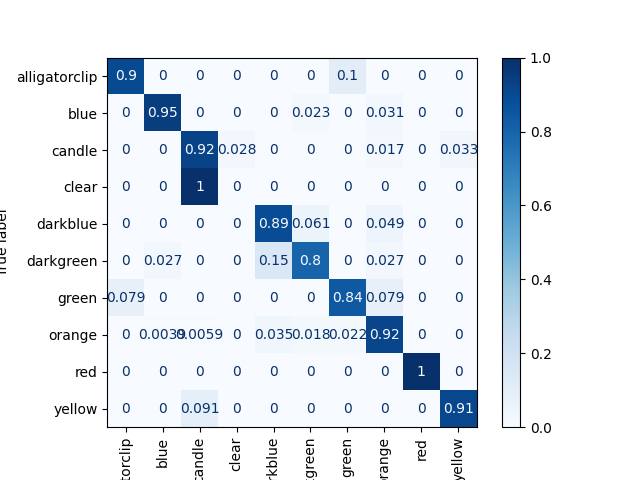 alligatorclip 0.9 0 0 0 0 0 0.1 0 0 0
blue 0 0.95 0 0 0 0.023 0 0.031 0 0
candle 0 0 0.92 0.028 0 0 0 0.017 0 0.033
clear 0 0 1 0 0 0 0 0 0 0
darkblue 0 0 0 0 0.89 0.061 0 0.049 0 0
darkgreen 0 0.027 0 0 0.15 0.8 0 0.027 0 0
green 0.079 0 0 0 0 0 0.84 0.079 0 0
orange 0 0.0039 0.0059 0 0.035 0.018 0.022 0.92 0 0
red 0 0 0 0 0 0 0 0 1 0
yellow 0 0 0.091 0 0 0 0 0 0 0.91
torclip blue candle clear rkblue green green range red yellow
True label
1.0
0.8
0.6
0.4
0.2
0.0